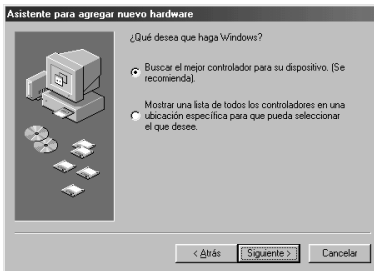 Asistente para agregar nuevo hardware
¿Qué desea que haga Windows?
Buscar el mejor controlador para su dispositivo. (Se
recomienda).
Mostrar una lista de todos los controladores en una
ubicación específica para que pueda seleccionar
el que desee.
< Atrás
Siguiente >
Cancelar